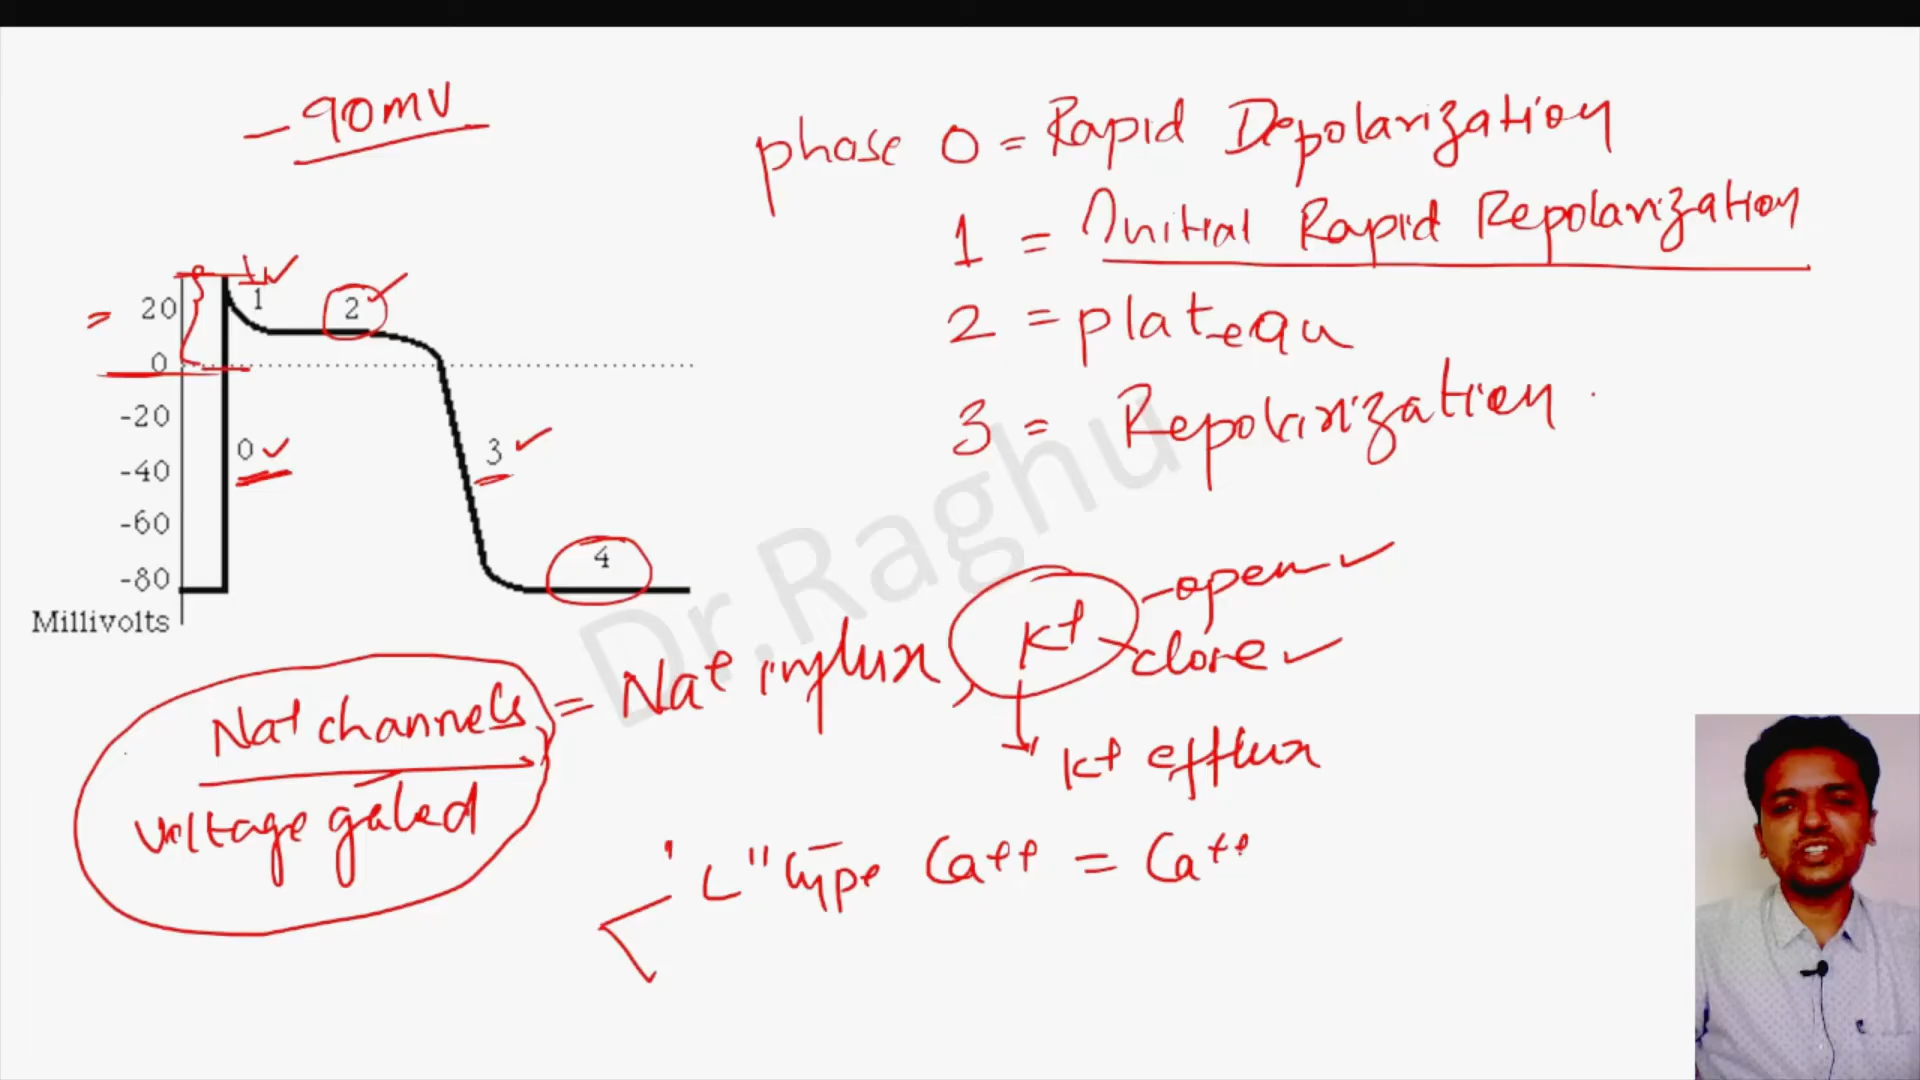 -90mv
phase 0 = Rapid Depolarization
1 = Initial Rapid Repolarization
2 = plateau
3 = Repolarization
1
20
1
2
0
-20
0
3
-40
-60
4
-80
Millivolts
Dr.Raghu
Na+ channels = Na+ influx, K+ -open
close
voltage gated
K+ efflux
"L" type Ca++ = Ca++